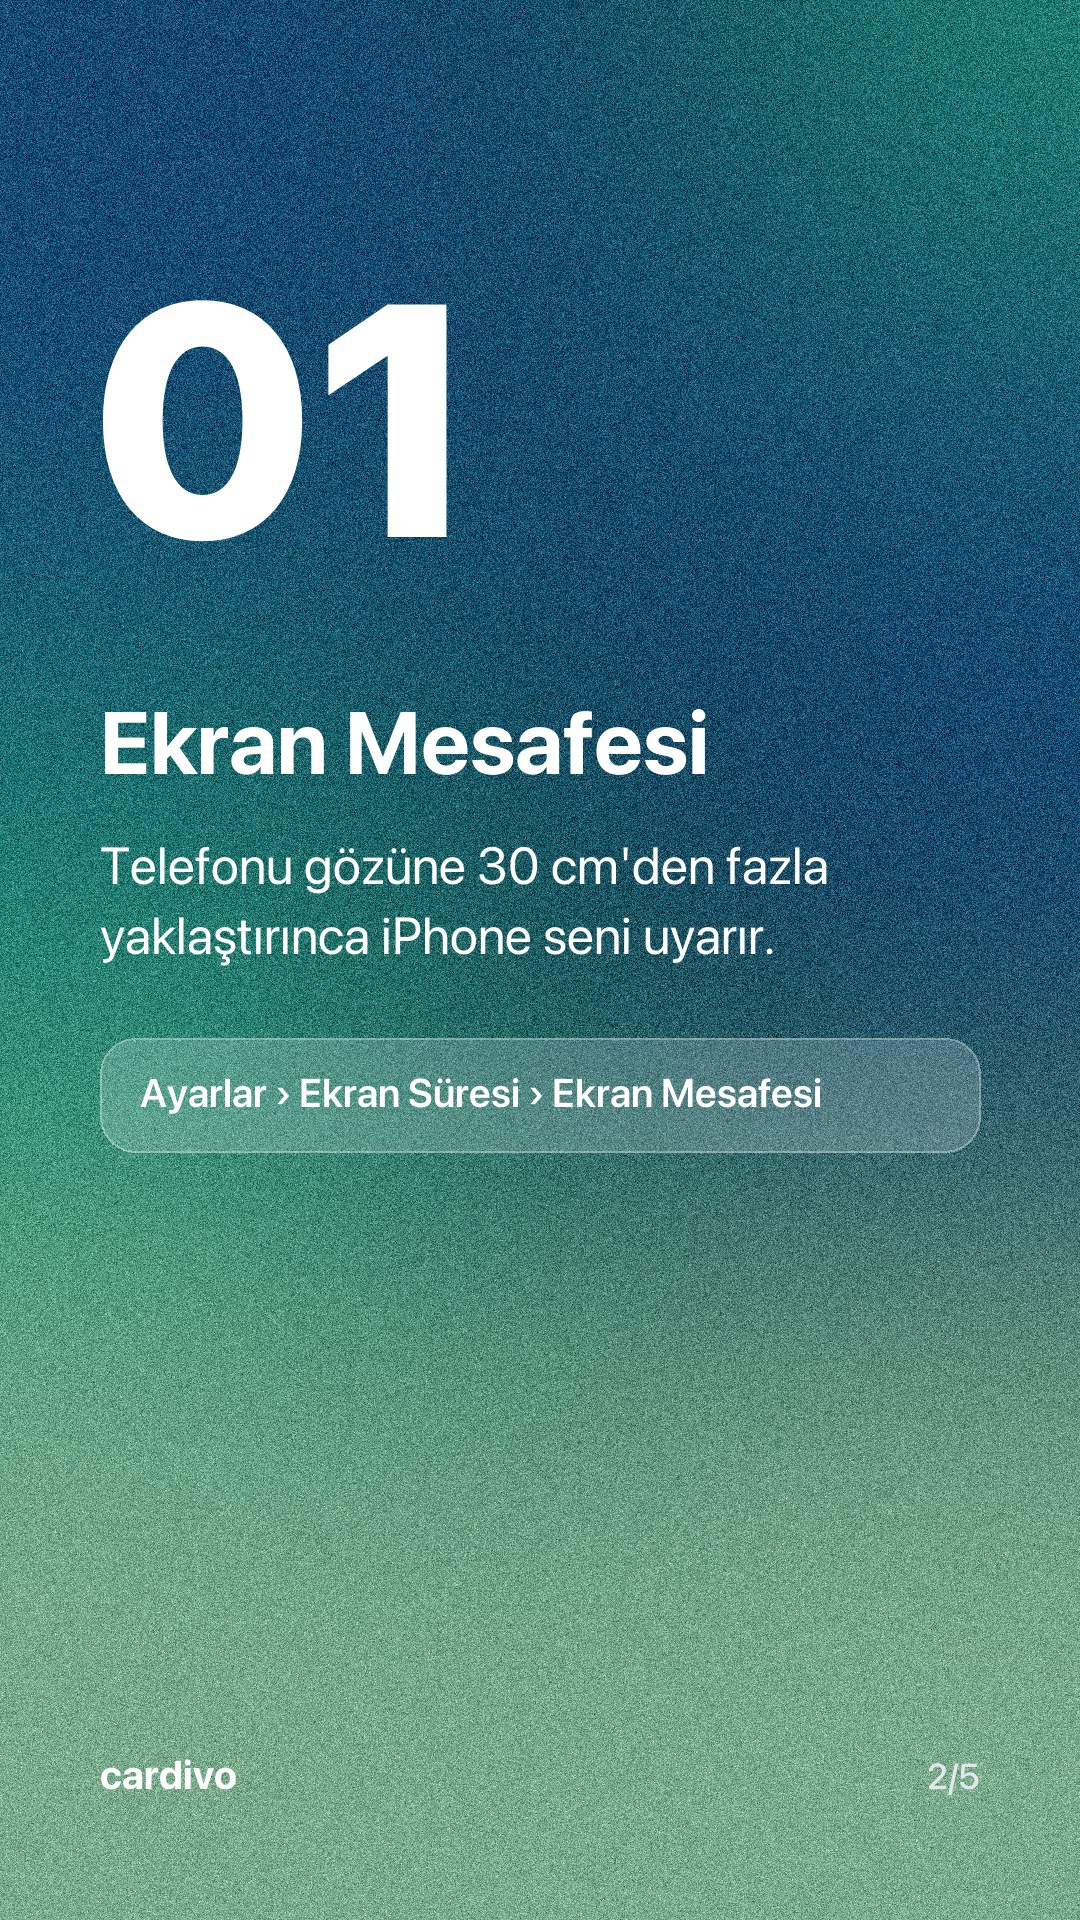 01
Ekran Mesafesi
Telefonu gözüne 30 cm'den fazla
yaklaştırınca iPhone seni uyarır.
Ayarlar › Ekran Süresi › Ekran Mesafesi
cardivo
2/5